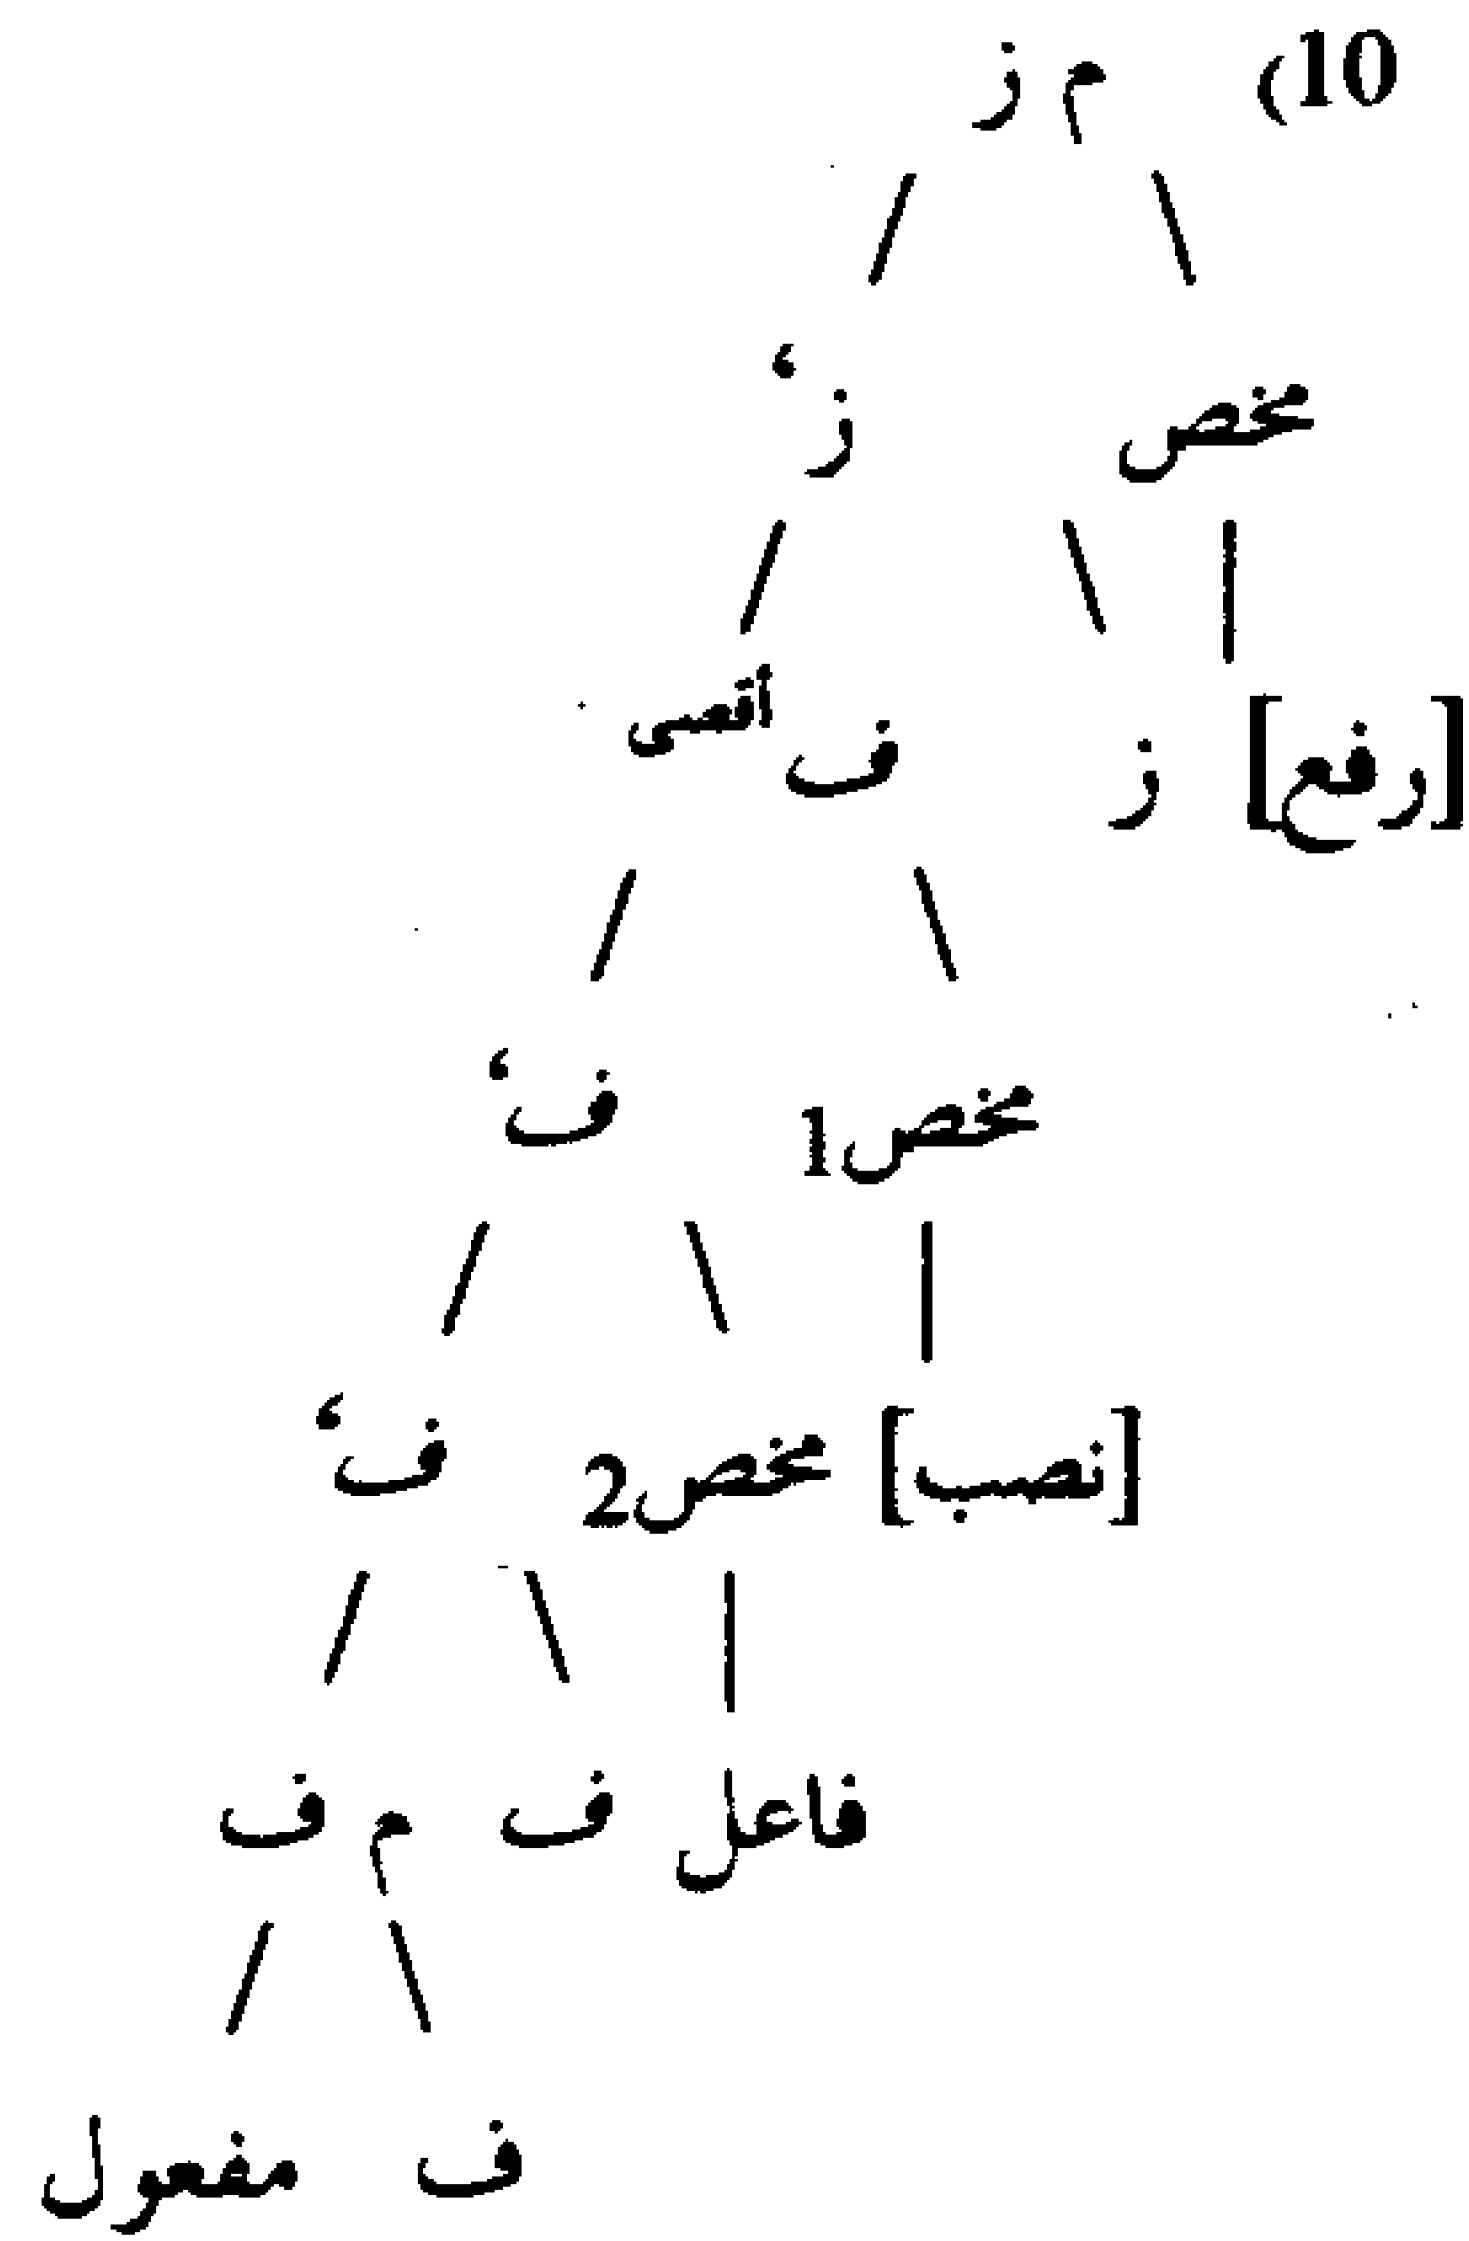 10) م ز
مخص ز‘
[رفع] ز ف أقصى
مخص1 ف‘
[نصب] مخص2 ف‘
فاعل ف م ف
ف مفعول